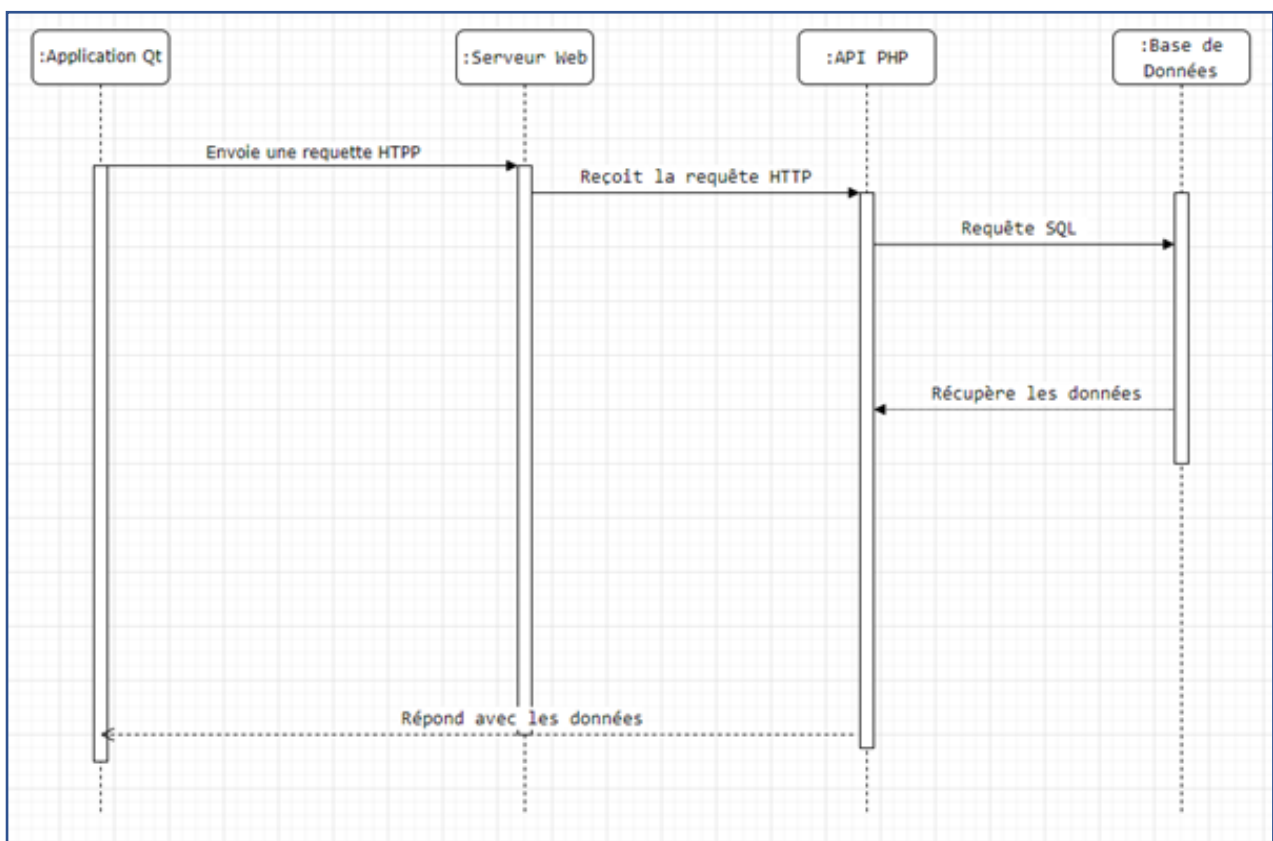 :Application Qt
:Serveur Web
:API PHP
:Base de
Données
Envoie une requette HTPP
Reçoit la requête HTTP
Requête SQL
Récupère les données
Répond avec les données